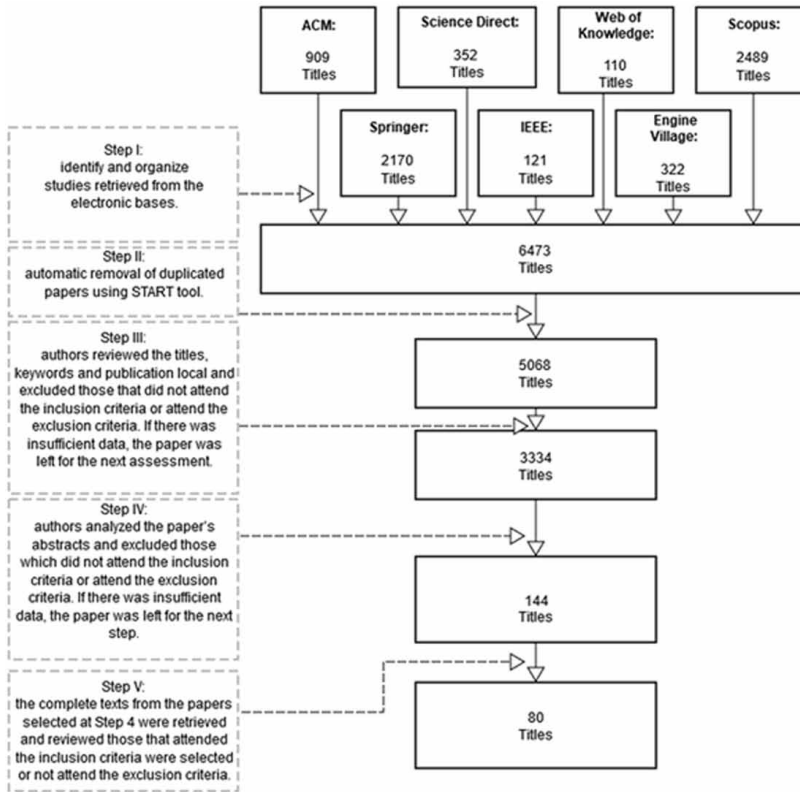 ACM:
909
Titles
Science Direct:
352
Titles
Web of
Knowledge:
110
Titles
Scopus:
2489
Titles
Springer:
2170
Titles
IEEE:
121
Titles
Engine
Village:
322
Titles
Step I:
identify and organize
studies retrieved from the
electronic bases.
6473
Titles
Step II:
automatic removal of duplicated
papers using START tool.
5068
Titles
Step III:
authors reviewed the titles,
keywords and publication local and
excluded those that did not attend
the inclusion criteria or attend the
exclusion criteria. If there was
insufficient data, the paper was
left for the next assessment.
3334
Titles
Step IV:
authors analyzed the paper's
abstracts and excluded those
which did not attend the inclusion
criteria or attend the exclusion
criteria. If there was insufficient
data, the paper was left for the next
step.
144
Titles
Step V:
the complete texts from the papers
selected at Step 4 were retrieved
and reviewed those that attended
the inclusion criteria were selected
or not attend the exclusion criteria.
80
Titles